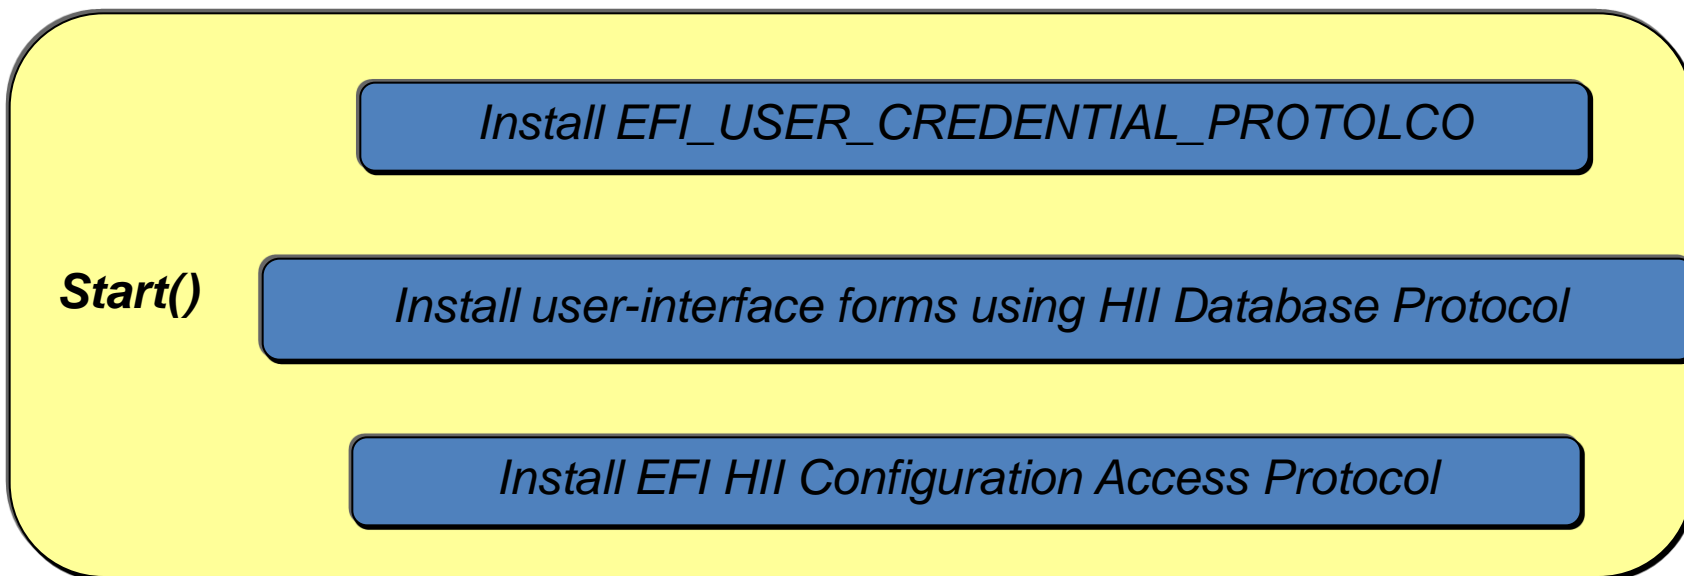 Install EFI_USER_CREDENTIAL_PROTOLCO
Start()
Install user-interface forms using HII Database Protocol
Install EFI HII Configuration Access Protocol